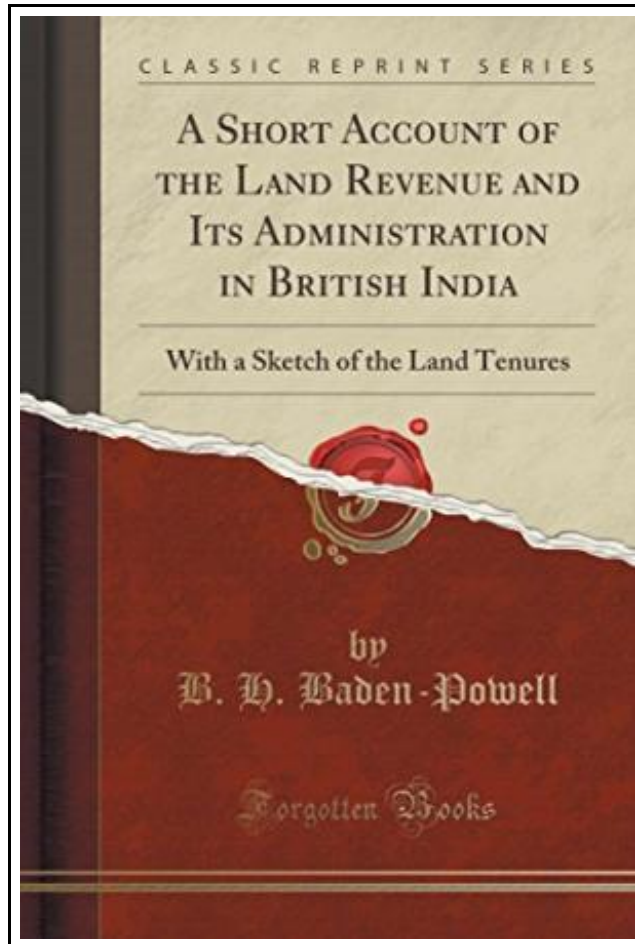 CLASSIC REPRINT SERIES
A SHORT ACCOUNT OF
THE LAND REVENUE AND
ITS ADMINISTRATION
IN BRITISH INDIA
With a Sketch of the Land Tenures
by
B. H. Baden-Powell
Forgotten Books